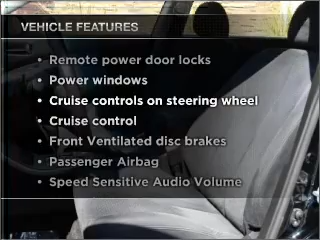 VEHICLE FEATURES
• Remote power door locks
• Power windows
• Cruise controls on steering wheel
• Cruise control
• Front Ventilated disc brakes
• Passenger Airbag
• Speed Sensitive Audio Volume